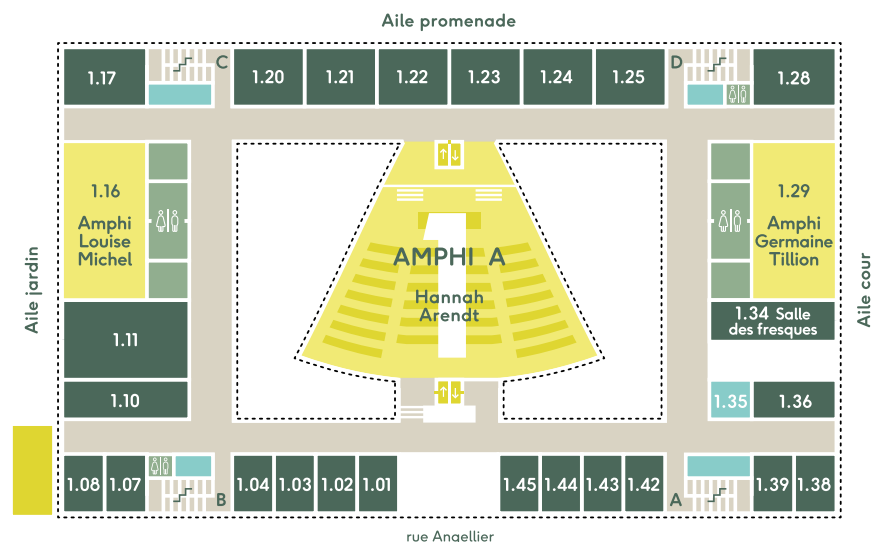 Aile promenade
1.17
C
1.20
1.21
1.22
1.23
1.24
1.25
D
1.28
1.16
Amphi
Louise
Michel
1.29
Amphi
Germaine
Tillion
AMPHI A
Hannah
Arendt
1
Aile jardin
Aile cour
1.11
1.34 Salle
des fresques
1.10
1.35
1.36
1.08
1.07
B
1.04
1.03
1.02
1.01
1.45
1.44
1.43
1.42
A
1.39
1.38
rue Angellier